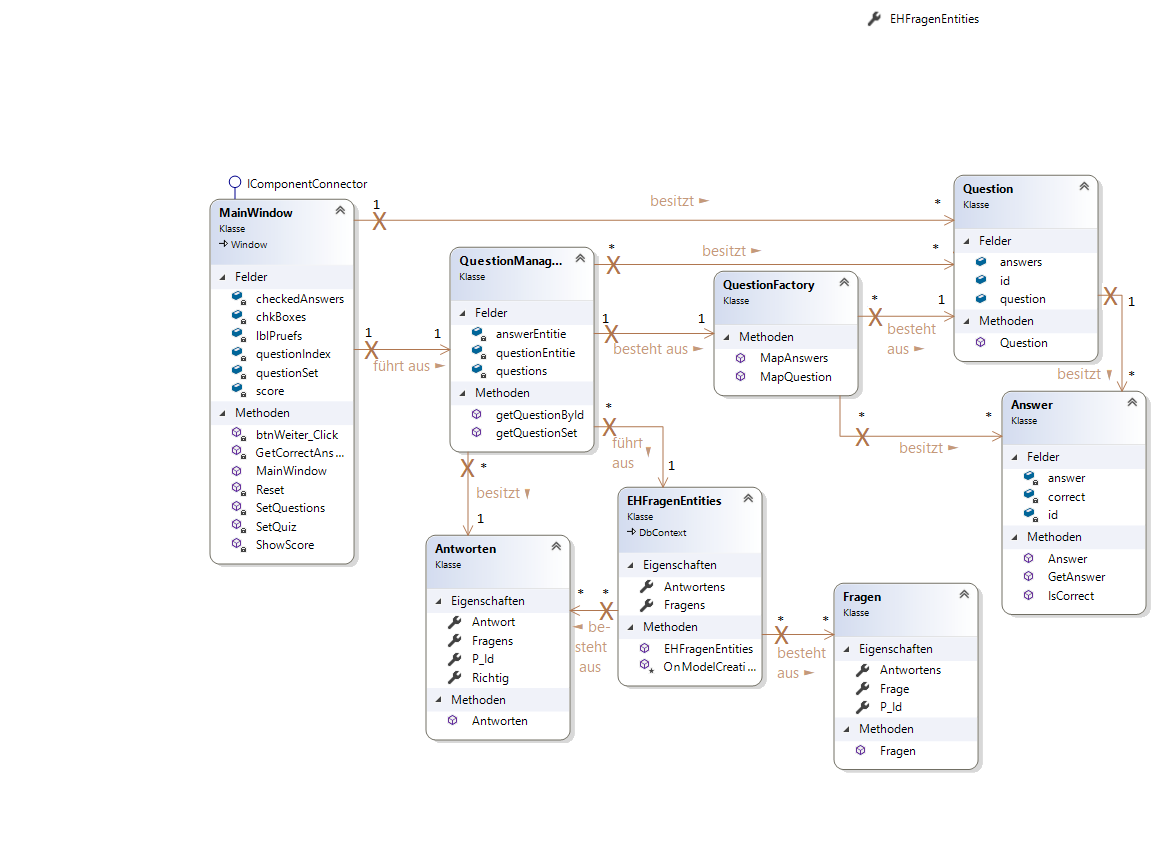 EHFragenEntities
IComponentConnector
MainWindow
Klasse
Window
Felder
checkedAnswers
chkBoxes
lblPruefs
questionIndex
questionSet
score
Methoden
btnWeiter_Click
GetCorrectAns...
MainWindow
Reset
SetQuestions
SetQuiz
ShowScore
1
besitzt ►
*
1
1
führt aus ►
QuestionManag...
Klasse
Felder
answerEntitie
questionEntitie
questions
Methoden
getQuestionById
getQuestionSet
*
besitzt ►
*
1
1
besteht aus ►
QuestionFactory
Klasse
Methoden
MapAnswers
MapQuestion
*
1
besteht
aus ►
Question
Klasse
Felder
answers
id
question
Methoden
Question
1
besitzt ▼
*
*
*
besitzt ►
Answer
Klasse
Felder
answer
correct
id
Methoden
Answer
GetAnswer
IsCorrect
*
führt
aus ▼
1
*
besitzt ▼
1
EHFragenEntities
Klasse
DbContext
Eigenschaften
Antwortens
Fragens
Methoden
EHFragenEntities
OnModelCreati...
Antworten
Klasse
Eigenschaften
Antwort
Fragens
P_Id
Richtig
Methoden
Antworten
* *
◄ be-
steht
aus
* *
besteht
aus ►
Fragen
Klasse
Eigenschaften
Antwortens
Frage
P_Id
Methoden
Fragen